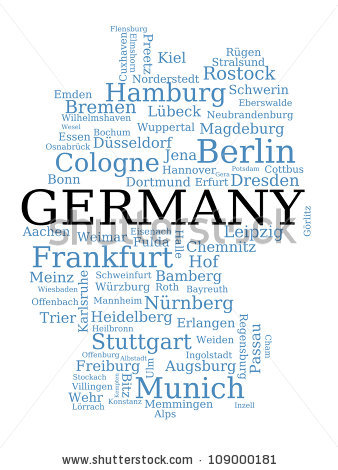 Flensburg
Cuxhaven Elmshorn Preetz Kiel Rügen
Stralsund
Norderstedt Rostock
Emden Hamburg Schwerin
Bremen Lübeck Eberswalde
Wilhelmshaven Neubrandenburg
Wesel Bochum Wuppertal Magdeburg
Essen Düsseldorf
Osnabrück Jena Berlin
Cologne Hannover Gera Potsdam Cottbus
Bonn Dortmund Erfurt Dresden
GERMANY Görlitz
Aachen Weimar Eisenach Halle Leipzig
Fulda Chemnitz
Frankfurt Hof
Meinz Karlsruhe Schweinfurt Bamberg
Wiesbaden Würzburg Roth Bayreuth
Offenbach Mannheim Nürnberg
Trier Heidelberg
Heilbronn Erlangen Regensburg Passau Cham
Stuttgart Weiden
Offenburg Albstadt Ulm Ingolstadt
Freiburg Augsburg
Stockach Kempten Bitz Munich
Villingen
Wehr Konstanz Memmingen Inzell
Lörrach Alps
shutterstock
www.shutterstock.com · 109000181